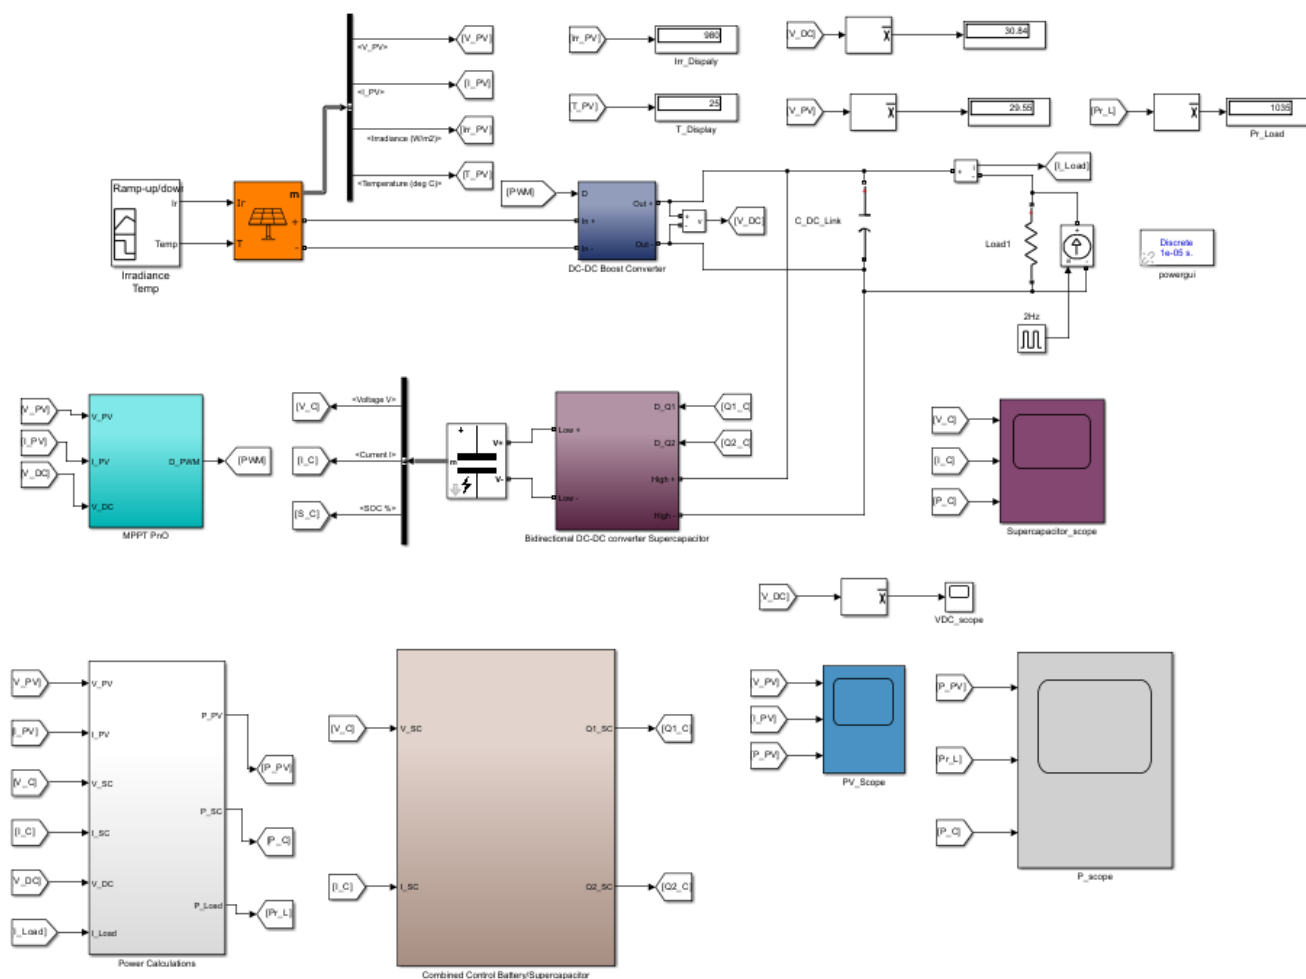 <V_PV>
[V_PV]
<I_PV>
[I_PV]
<Irradiance (W/m2)>
[Irr_PV]
<Temperature (deg C)>
[T_PV]
[Irr_PV]
980
Irr_Dispaly
[T_PV]
25
T_Display
[V_DC]
x
30.84
[V_PV]
x
29.55
[Pr_L]
x
1035
Pr_Load
Ramp-up/down
Ir
Temp
Irradiance
Temp
Ir
T
m
+
-
[PWM]
D
In +
In -
Out +
Out -
DC-DC Boost Converter
+
-
v
[V_DC]
C_DC_Link
i
+
-
[I_Load]
Load1
+
-
2Hz
Discrete
1e-05 s.
powergui
[V_PV]
[I_PV]
[V_DC]
V_PV
I_PV
V_DC
D_PWM
[PWM]
MPPT PnO
[V_C]
[I_C]
[S_C]
<Voltage V>
<Current I>
<SOC %>
+
m
V+
V-
Low +
Low -
D_Q1
D_Q2
High +
High -
[Q1_C]
[Q2_C]
Bidirectional DC-DC converter Supercapacitor
[V_C]
[I_C]
[P_C]
Supercapacitor_scope
[V_DC]
x
VDC_scope
[V_PV]
[I_PV]
[V_C]
[I_C]
[V_DC]
[I_Load]
V_PV
I_PV
V_SC
I_SC
V_DC
I_Load
P_PV
P_SC
P_Load
[P_PV]
[P_C]
[Pr_L]
Power Calculations
[V_C]
[I_C]
V_SC
I_SC
Q1_SC
Q2_SC
[Q1_C]
[Q2_C]
Combined Control Battery/Supercapacitor
[V_PV]
[I_PV]
[P_PV]
PV_Scope
[P_PV]
[Pr_L]
[P_C]
P_scope